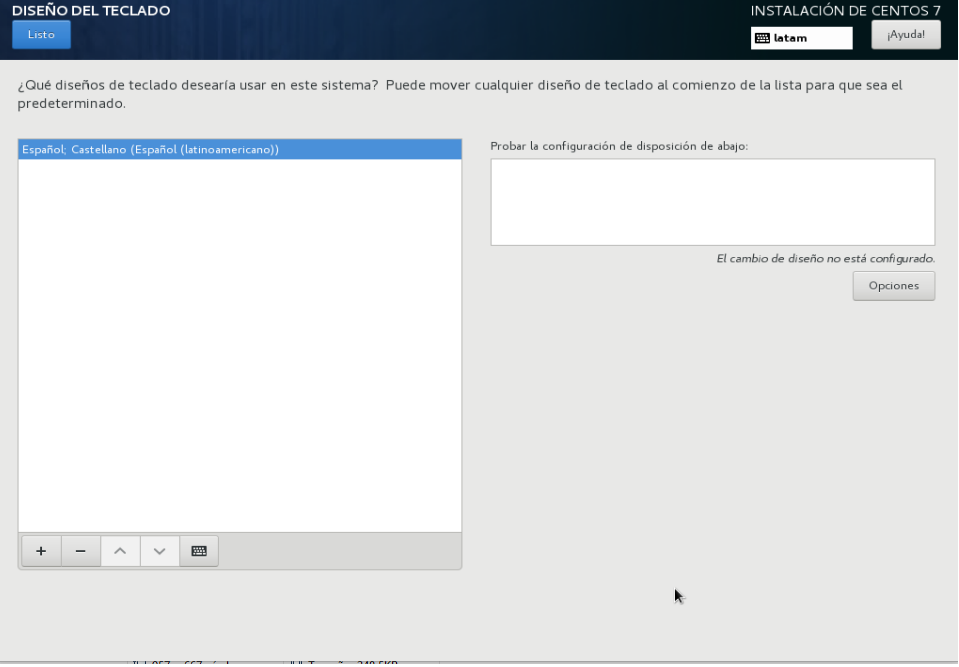 DISEÑO DEL TECLADO
INSTALACIÓN DE CENTOS 7
Listo
latam
¡Ayuda!
¿Qué diseños de teclado desearía usar en este sistema? Puede mover cualquier diseño de teclado al comienzo de la lista para que sea el
predeterminado.
Español; Castellano (Español (latinoamericano))
Probar la configuración de disposición de abajo:
El cambio de diseño no está configurado.
Opciones